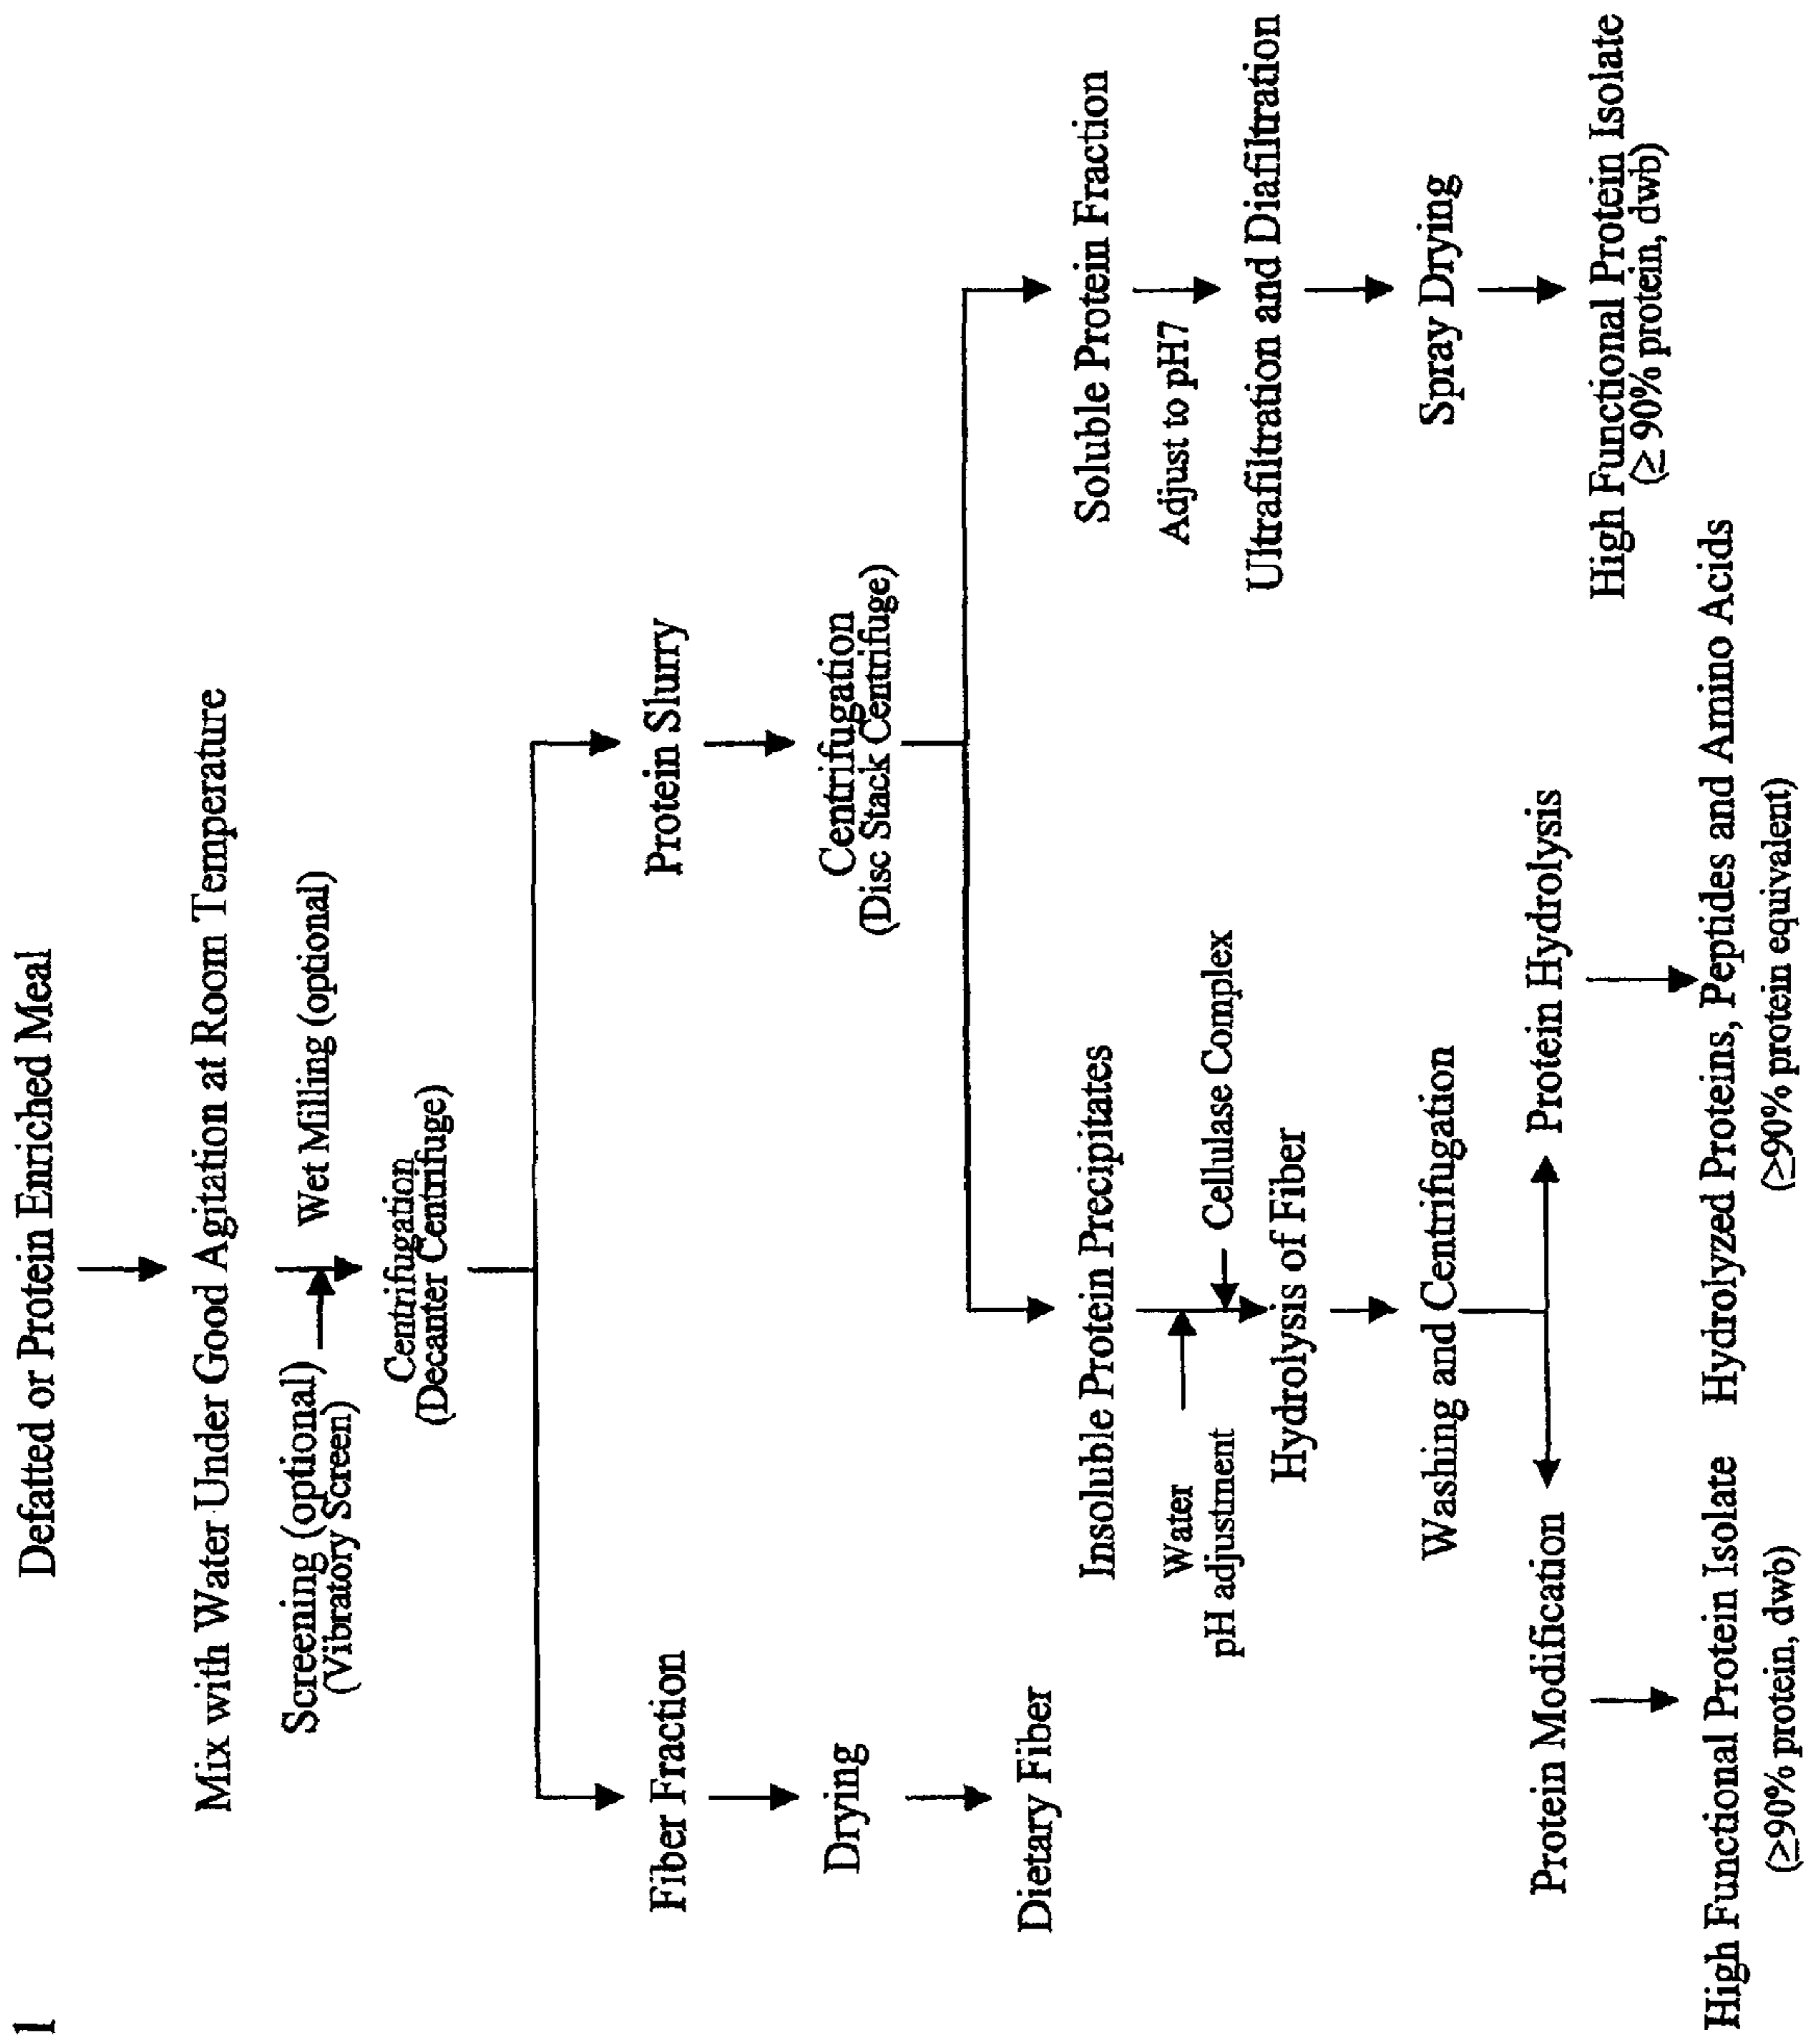 1
Defatted or Protein Enriched Meal
Mix with Water Under Good Agitation at Room Temperature
Screening (optional)
(Vibratory Screen)
Wet Milling (optional)
Centrifugation
(Decanter Centrifuge)
Fiber Fraction
Protein Slurry
Drying
Centrifugation
(Disc Stack Centrifuge)
Dietary Fiber
Insoluble Protein Precipitates
Soluble Protein Fraction
Water
pH adjustment
Cellulase Complex
Adjust to pH7
Hydrolysis of Fiber
Ultrafiltration and Diafiltration
Washing and Centrifugation
Spray Drying
Protein Modification
Protein Hydrolysis
High Functional Protein Isolate
(≥ 90% protein, dwb)
High Functional Protein Isolate
(≥90% protein, dwb)
Hydrolyzed Proteins, Peptides and Amino Acids
(≥90% protein equivalent)